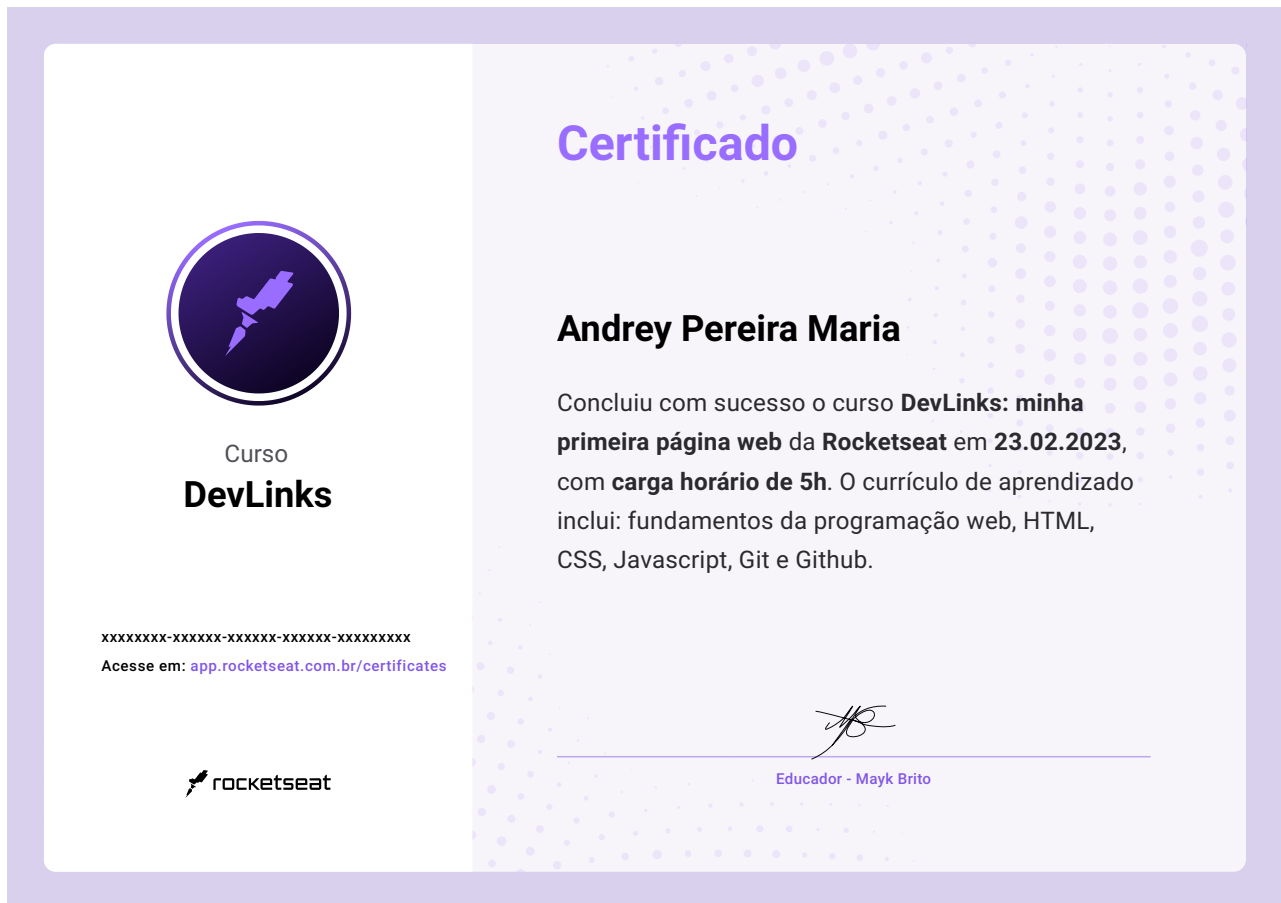 Certificado
Andrey Pereira Maria
Concluiu com sucesso o curso DevLinks: minha
primeira página web da Rocketseat em 23.02.2023,
com carga horário de 5h. O currículo de aprendizado
inclui: fundamentos da programação web, HTML,
CSS, Javascript, Git e Github.
Educador - Mayk Brito
Curso
DevLinks
xxxxxxxx-xxxxxx-xxxxxx-xxxxxx-xxxxxxxxx
Acesse em: app.rocketseat.com.br/certificates
rocketseat